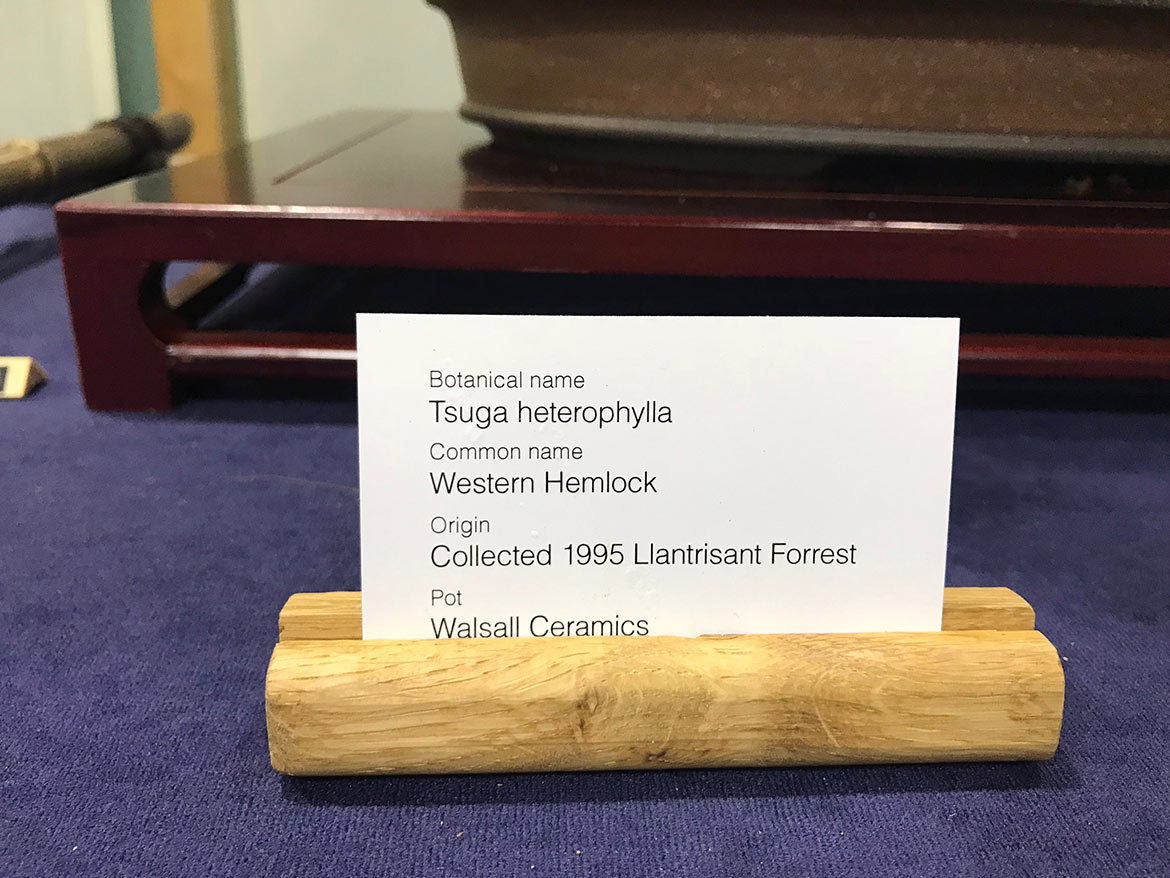 Botanical name
Tsuga heterophylla
Common name
Western Hemlock
Origin
Collected 1995 Llantrisant Forrest
Pot
Walsall Ceramics